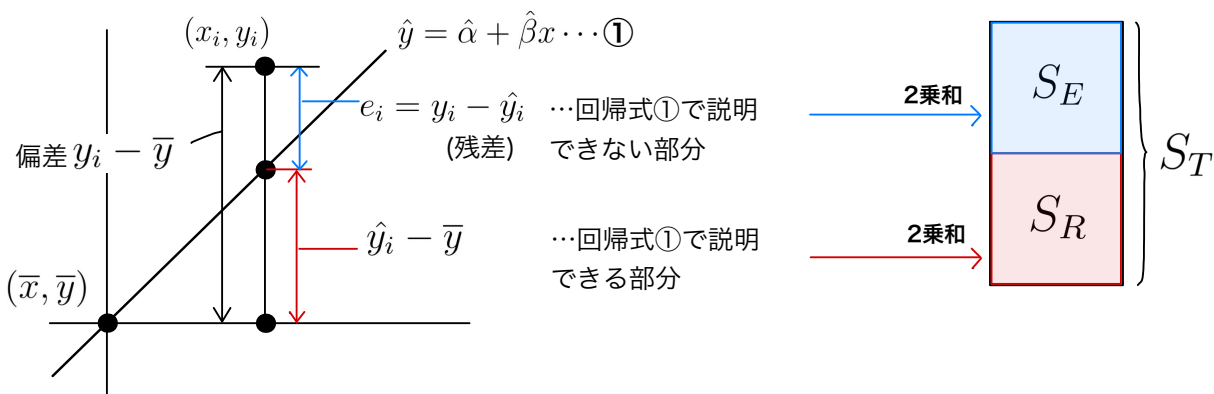 (x_i, y_i)
ŷ = α̂ + β̂x ⋯ ①
偏差 y_i − y̅
e_i = y_i − ŷ_i
(残差)
…回帰式①で説明
できない部分
2乗和
S_E
S_T
ŷ_i − y̅
…回帰式①で説明
できる部分
2乗和
S_R
(x̅, y̅)